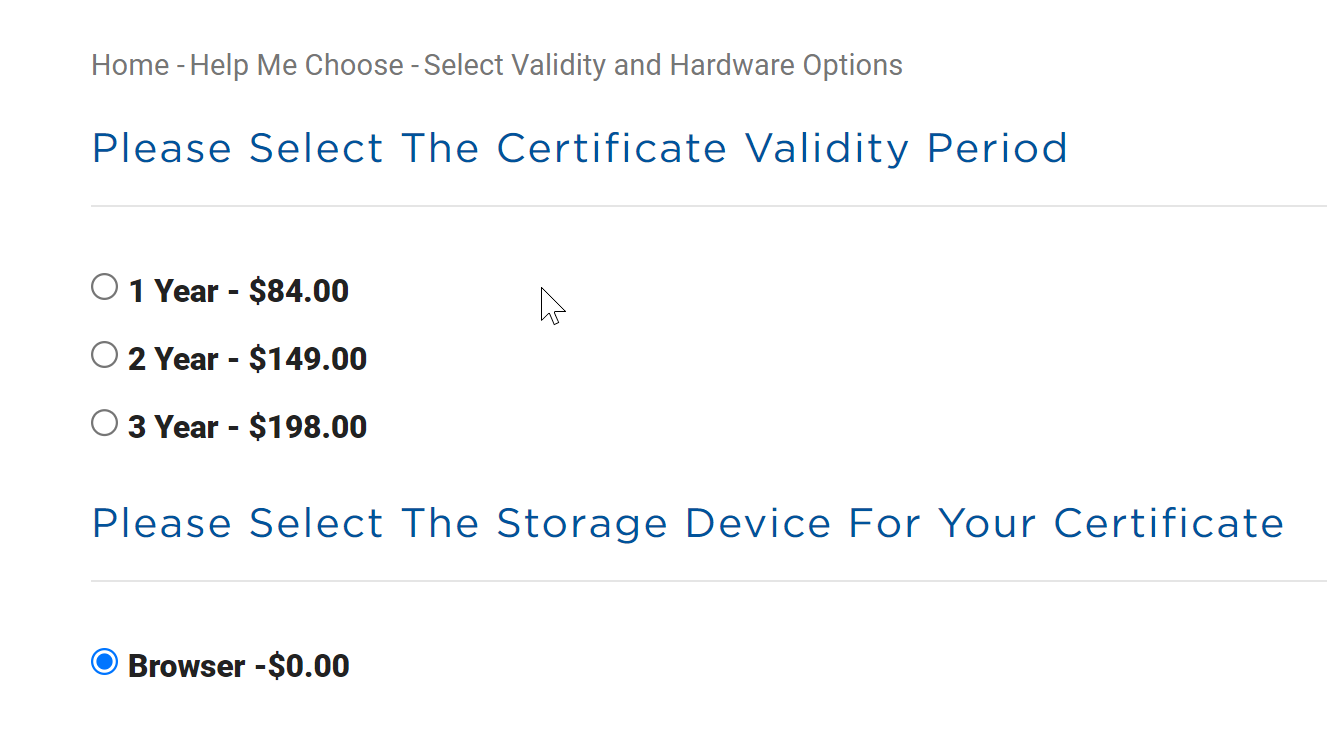 Home - Help Me Choose - Select Validity and Hardware Options
Please Select The Certificate Validity Period
1 Year - $84.00
2 Year - $149.00
3 Year - $198.00
Please Select The Storage Device For Your Certificate
Browser -$0.00